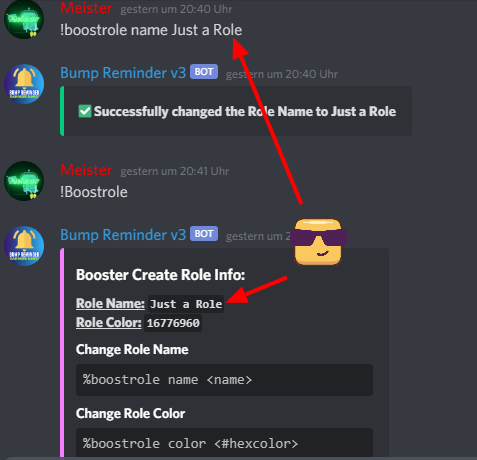 Meister gestern um 20:40 Uhr
!boostrole name Just a Role
Bump Reminder v3 BOT gestern um 20:40 Uhr
✅ Successfully changed the Role Name to Just a Role
Meister gestern um 20:41 Uhr
!Boostrole
Bump Reminder v3 BOT gestern um
Booster Create Role Info:
Role Name: Just a Role
Role Color: 16776960
Change Role Name
%boostrole name <name>
Change Role Color
%boostrole color <#hexcolor>